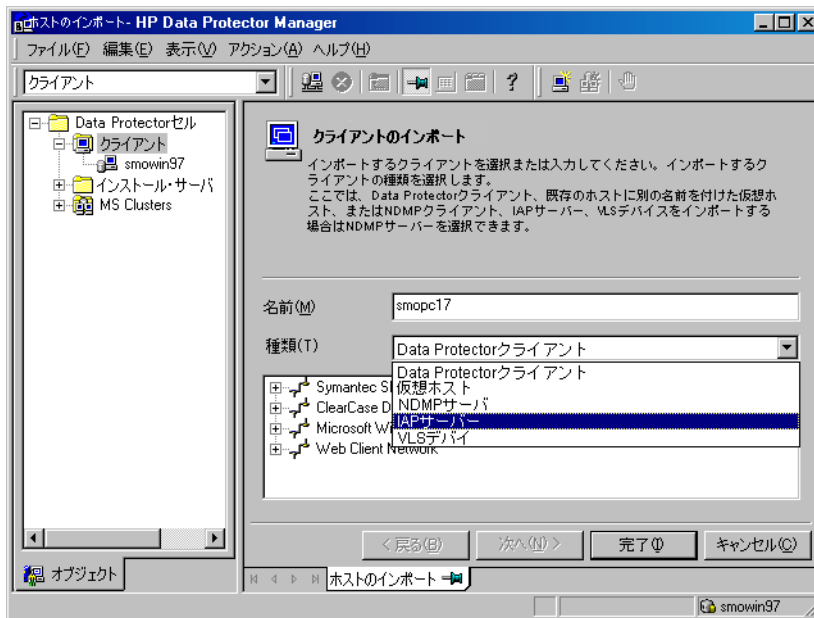 ホストのインポート- HP Data Protector Manager
ファイル(F) 編集(E) 表示(V) アクション(A) ヘルプ(H)
クライアント
Data Protectorセル
クライアント
smowin97
インストール・サーバ
MS Clusters
クライアントのインポート
インポートするクライアントを選択または入力してください。インポートするク
ライアントの種類を選択します。
ここでは、Data Protectorクライアント、既存のホストに別の名前を付けた仮想ホ
スト、またはNDMPクライアント、IAPサーバー、VLSデバイスをインポートする
場合はNDMPサーバーを選択できます。
名前(M)
smopc17
種類(T)
Data Protectorクライアント
Data Protectorクライアント
仮想ホスト
NDMPサーバ
IAPサーバー
VLSデバイ
Symantec
ClearCase D
Microsoft Wi
Web Client Network
< 戻る(B)
次へ(N) >
完了(I)
キャンセル(C)
オブジェクト
ホストのインポート
smowin97